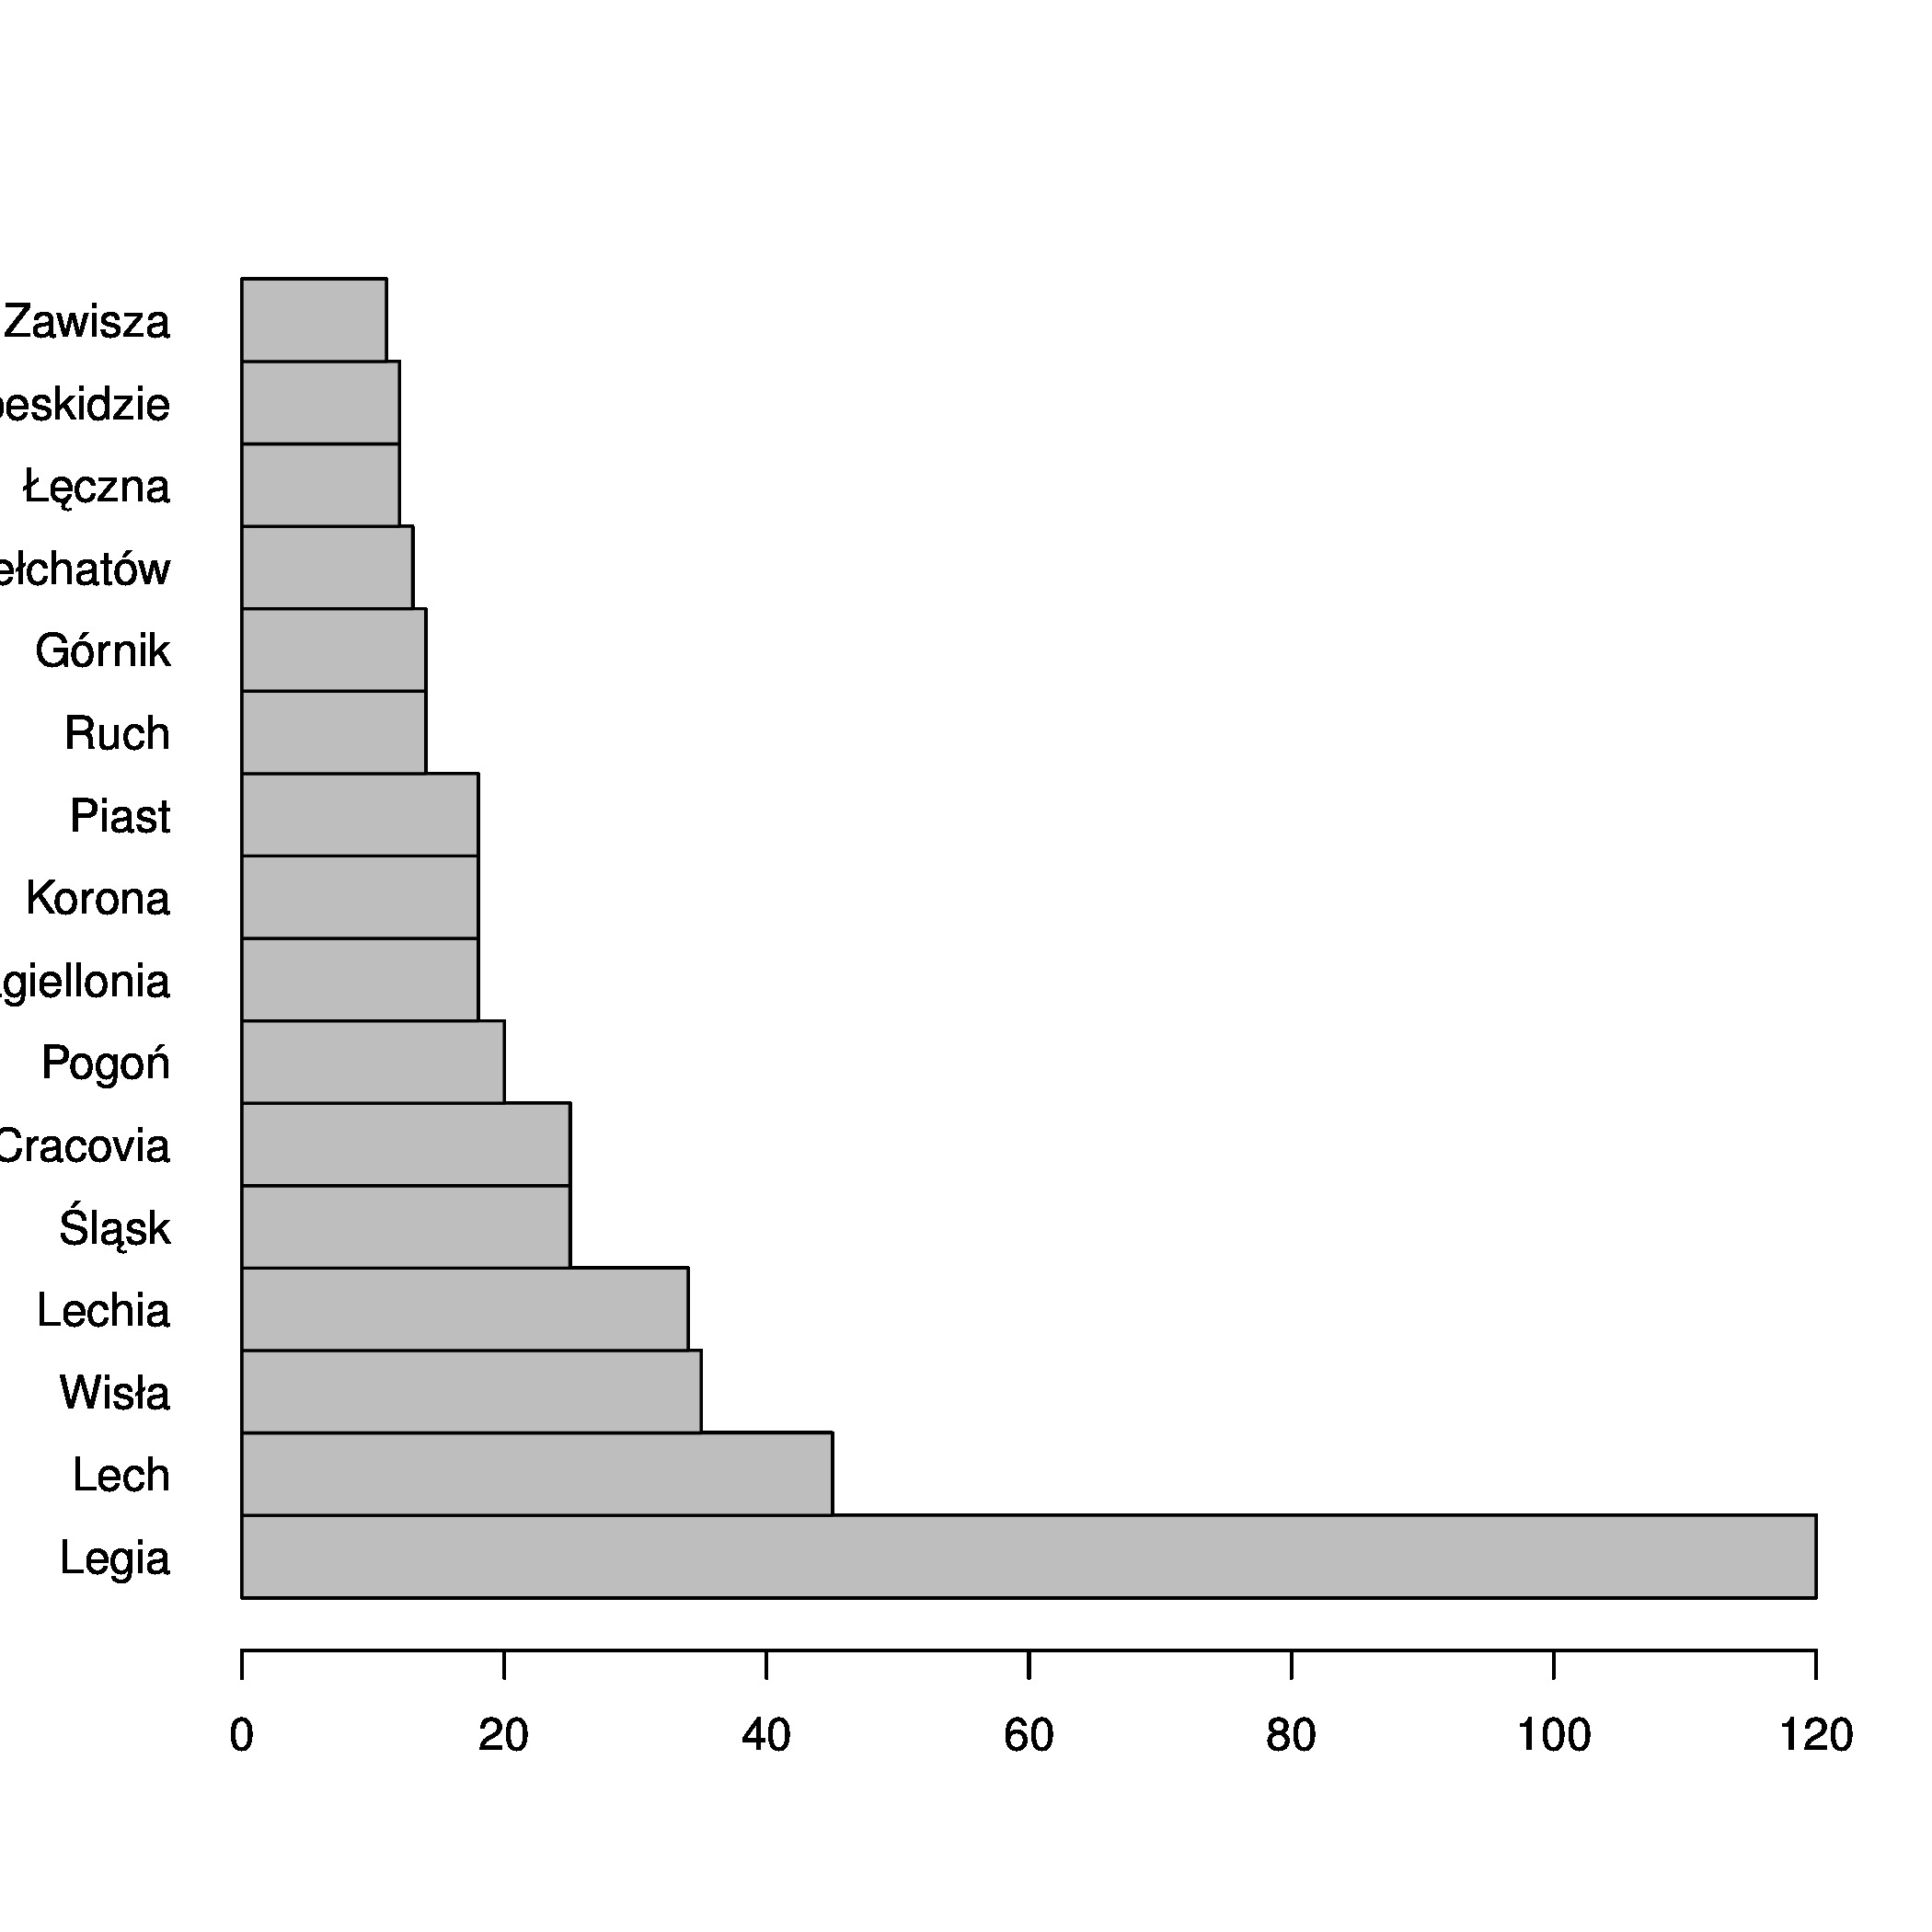 Zawisza
eskidzie
Łęczna
ełchatów
Górnik
Ruch
Piast
Korona
giellonia
Pogoń
Cracovia
Śląsk
Lechia
Wisła
Lech
Legia
0 20 40 60 80 100 120